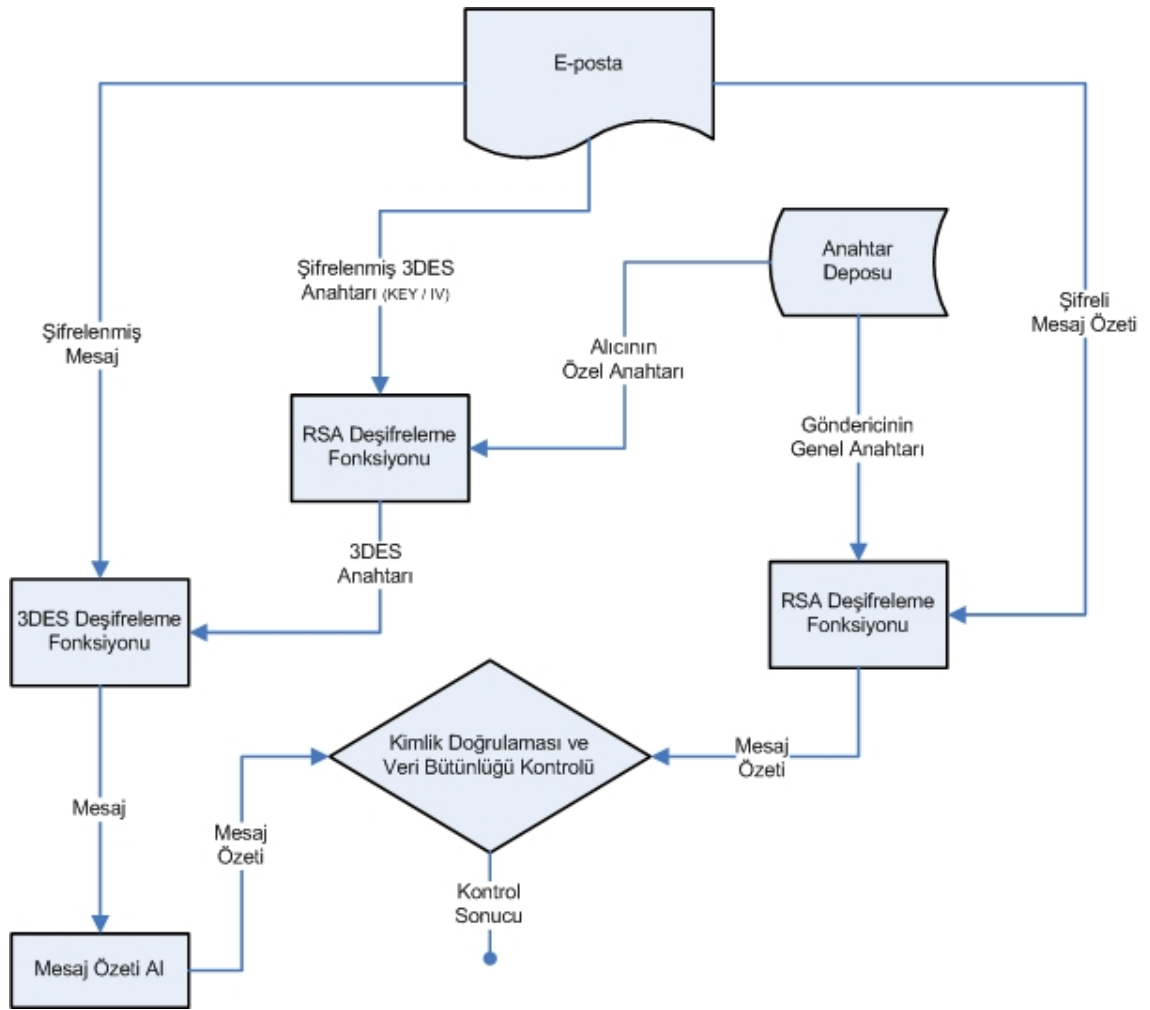 E-posta
Anahtar
Deposu
Şifrelenmiş 3DES
Anahtarı (KEY / IV)
Şifreli
Mesaj Özeti
Şifrelenmiş
Mesaj
Alıcının
Özel Anahtarı
RSA Deşifreleme
Fonksiyonu
Göndericinin
Genel Anahtarı
3DES
Anahtarı
3DES Deşifreleme
Fonksiyonu
RSA Deşifreleme
Fonksiyonu
Kimlik Doğrulaması ve
Veri Bütünlüğü Kontrolü
Mesaj
Özeti
Mesaj
Mesaj
Özeti
Kontrol
Sonucu
Mesaj Özeti Al